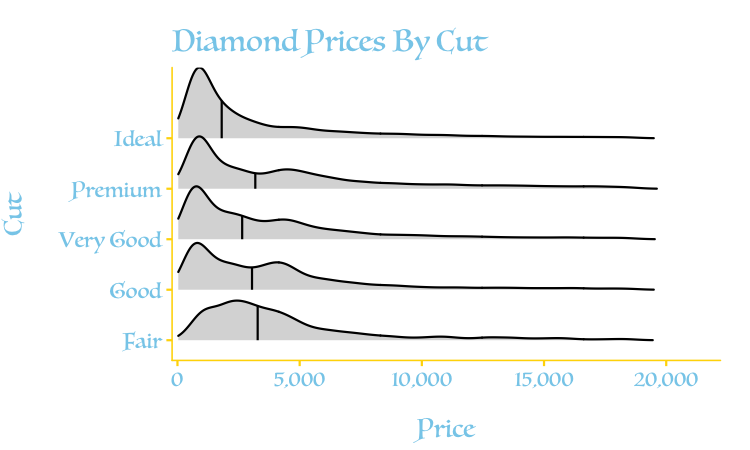 Diamond Prices By Cut
Cut
Ideal
Premium
Very Good
Good
Fair
0 5,000 10,000 15,000 20,000
Price